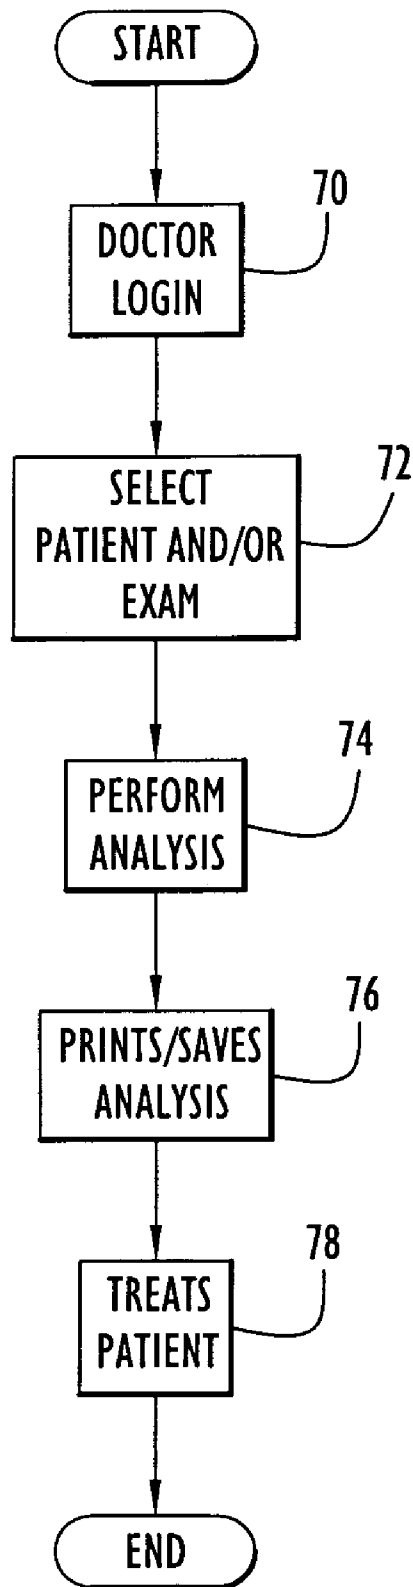 START
70
DOCTOR
LOGIN
72
SELECT
PATIENT AND/OR
EXAM
74
PERFORM
ANALYSIS
76
PRINTS/SAVES
ANALYSIS
78
TREATS
PATIENT
END